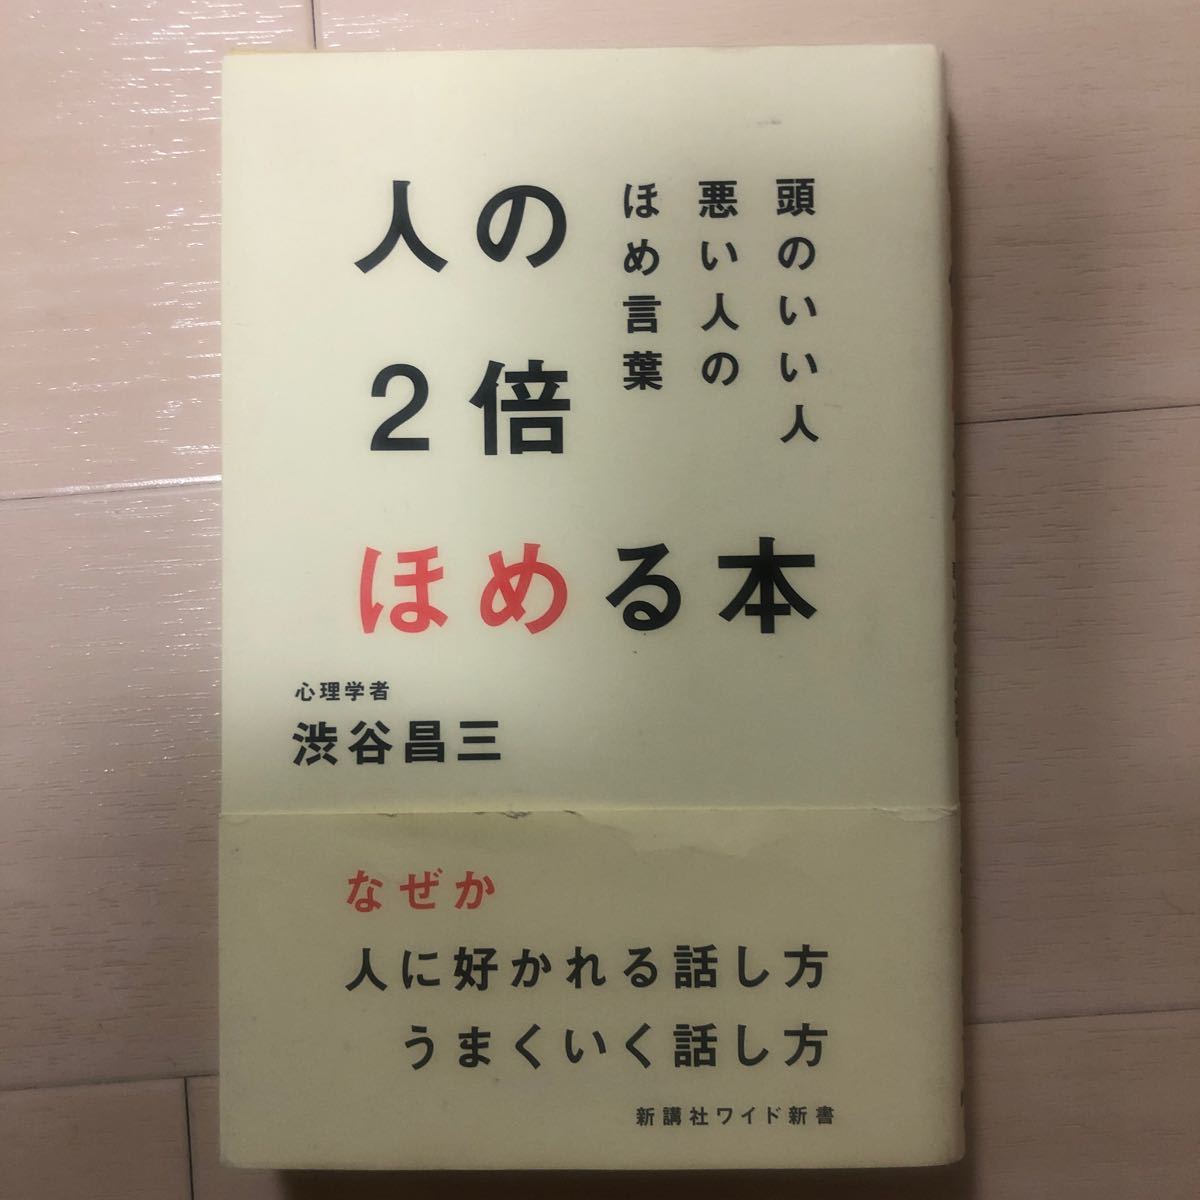 頭のいい人
悪い人の
ほめ言葉
人の
２倍
ほめる本
心理学者
渋谷昌三
なぜか
人に好かれる話し方
うまくいく話し方
新講社ワイド新書